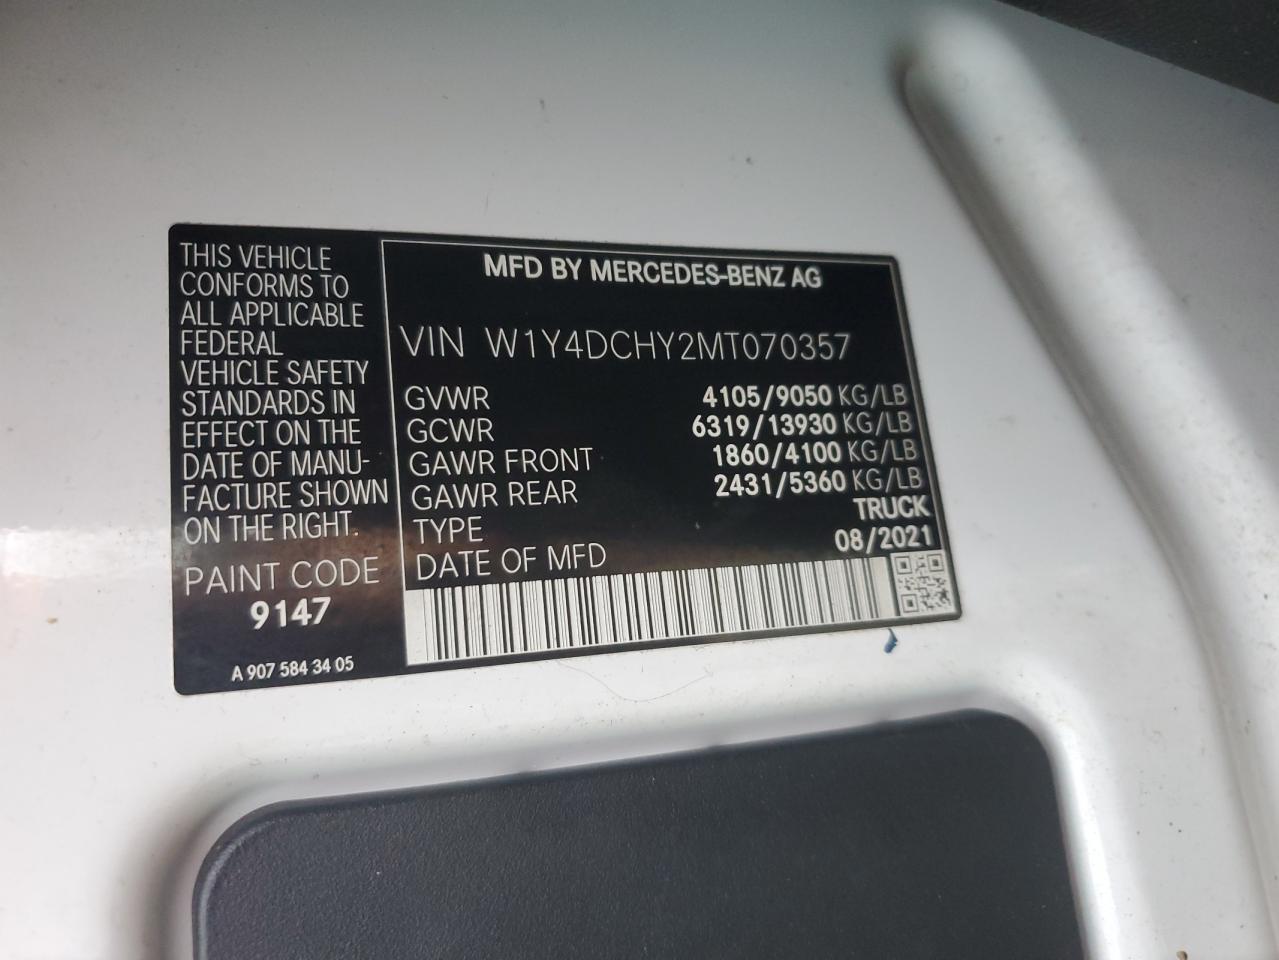 THIS VEHICLE
CONFORMS TO
ALL APPLICABLE
FEDERAL
VEHICLE SAFETY
STANDARDS IN
EFFECT ON THE
DATE OF MANU-
FACTURE SHOWN
ON THE RIGHT.
PAINT CODE
9147
A 907 584 34 05
MFD BY MERCEDES-BENZ AG
VIN W1Y4DCHY2MT070357
GVWR 4105/9050 KG/LB
GCWR 6319/13930 KG/LB
GAWR FRONT 1860/4100 KG/LB
GAWR REAR 2431/5360 KG/LB
TYPE TRUCK
DATE OF MFD 08/2021